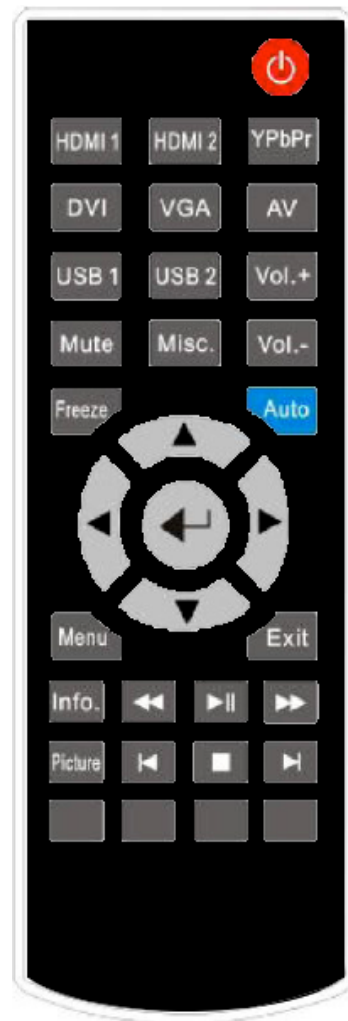 HDMI 1 HDMI 2 YPbPr
DVI VGA AV
USB 1 USB 2 Vol.+
Mute Misc. Vol.-
Freeze Auto
Menu Exit
Info.
Picture